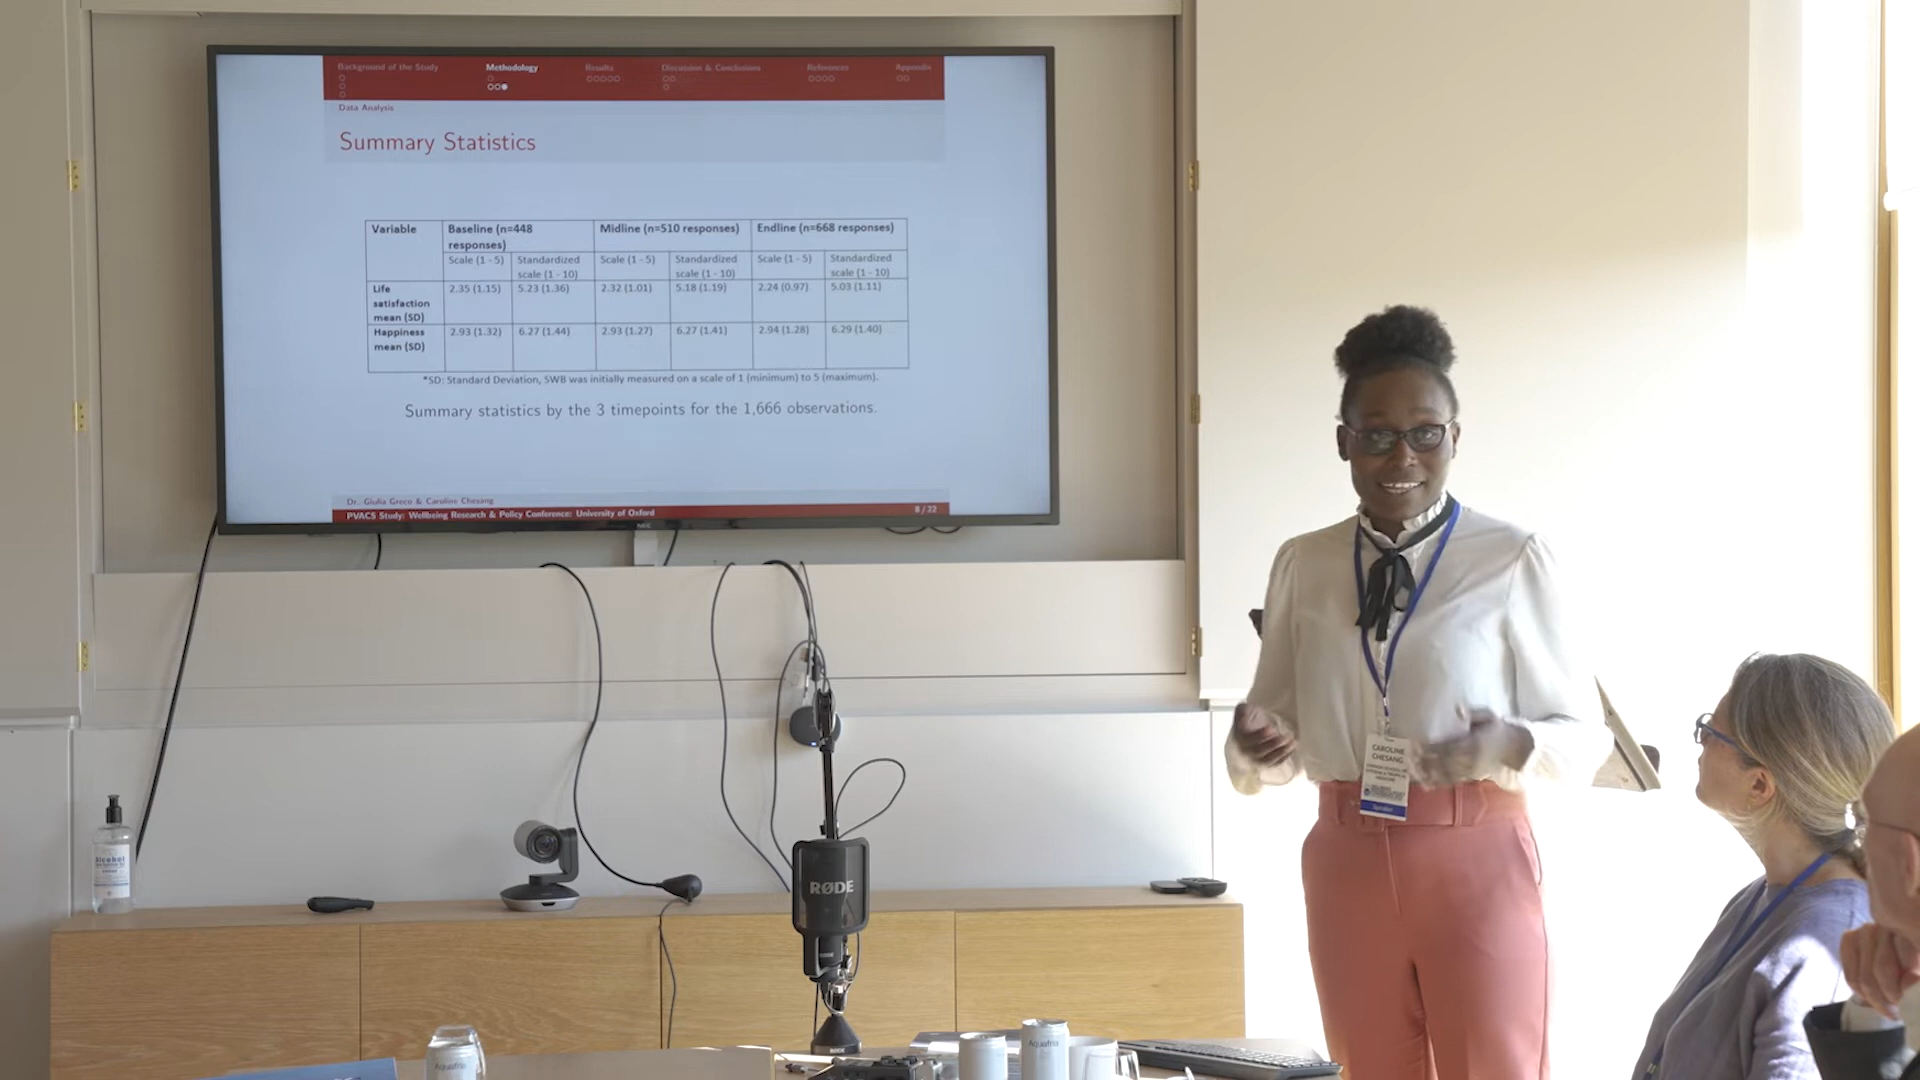 Background of the Study
Methodology
Results
Discussion & Conclusions
References
Appendix
Data Analysis
Summary Statistics
Variable
Baseline (n=448 responses)
Midline (n=510 responses)
Endline (n=668 responses)
Scale (1 - 5)
Standardized scale (1 - 10)
Scale (1 - 5)
Standardized scale (1 - 10)
Scale (1 - 5)
Standardized scale (1 - 10)
Life satisfaction mean (SD)
2.35 (1.15)
5.23 (1.36)
2.32 (1.01)
5.18 (1.19)
2.24 (0.97)
5.03 (1.11)
Happiness mean (SD)
2.93 (1.32)
6.27 (1.44)
2.93 (1.27)
6.27 (1.41)
2.94 (1.28)
6.29 (1.40)
*SD: Standard Deviation, SWB was initially measured on a scale of 1 (minimum) to 5 (maximum).
Summary statistics by the 3 timepoints for the 1,666 observations.
Dr. Giulia Greco & Caroline Chesang
PVACS Study: Wellbeing Research & Policy Conference: University of Oxford
8 / 22
NEC
CAROLINE
CHESANG
Speaker
Alcohol
RØDE
RØDE
Aquafria
Aquafria